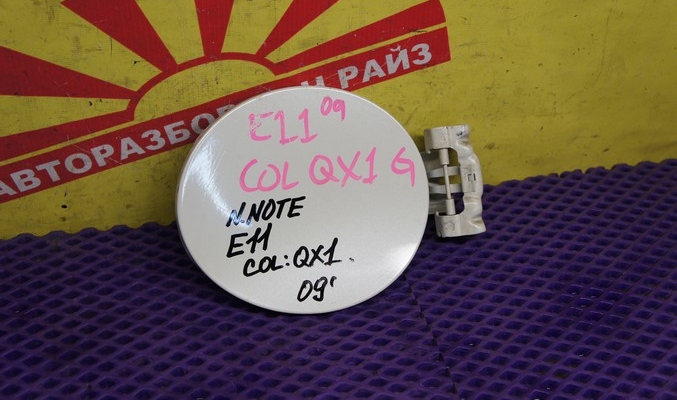 АВТОРАЗБОР
РАЙЗ
E11 09
COL QX1 G
N.NOTE
E11
COL: QX1.
09'